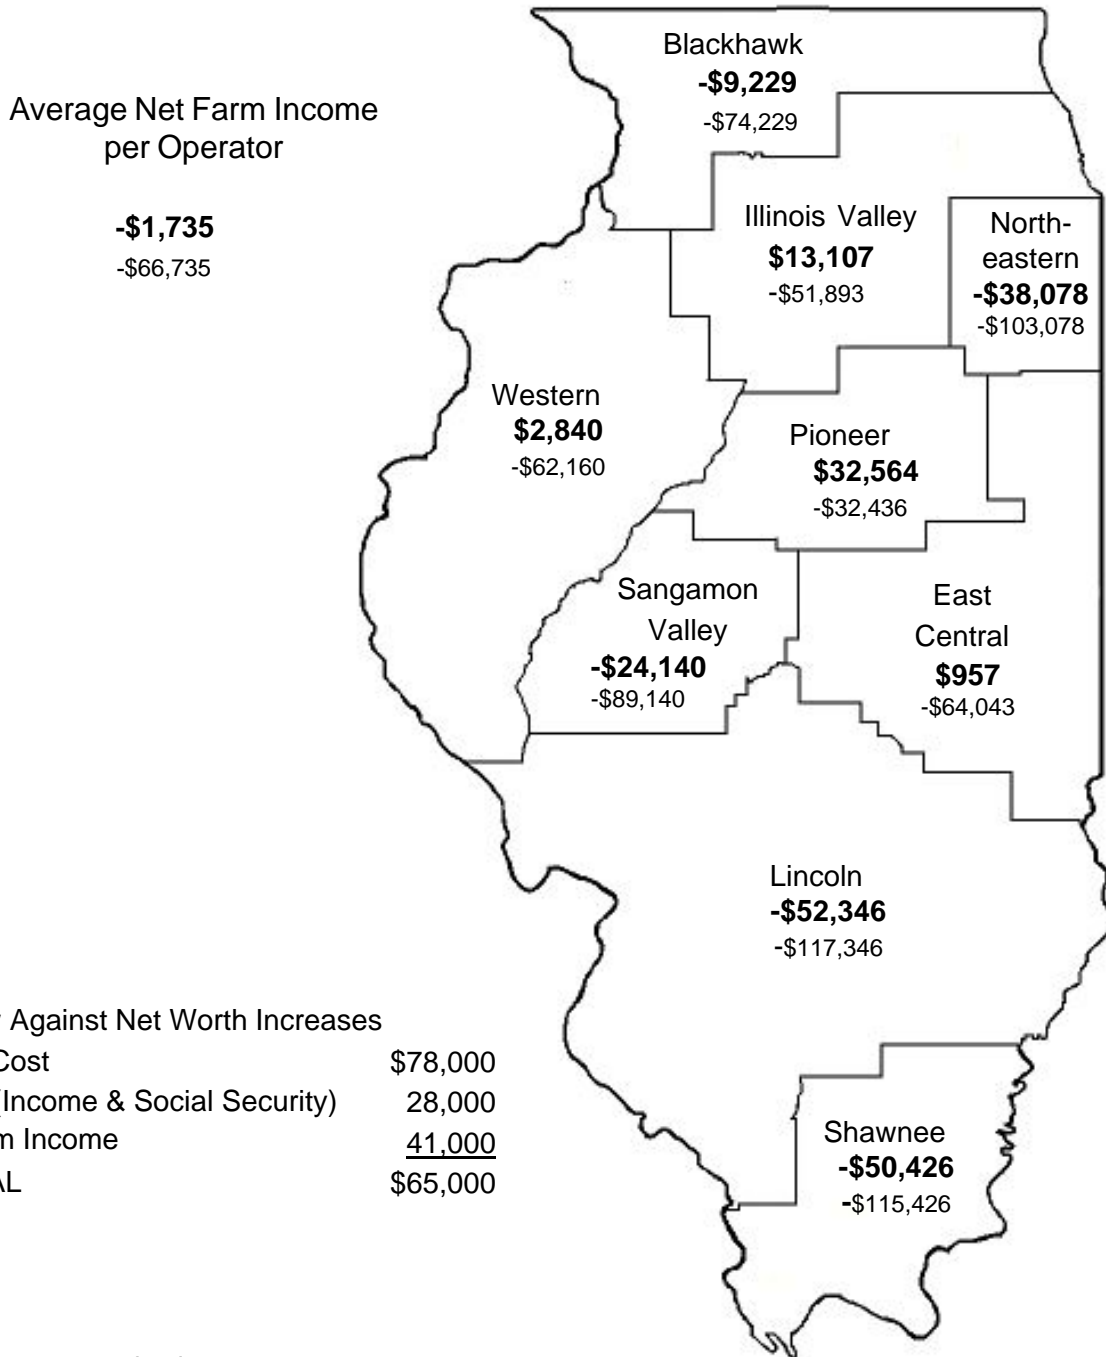 Average Net Farm Income
per Operator
-$1,735
-$66,735
Blackhawk
-$9,229
-$74,229
Illinois Valley
$13,107
-$51,893
North-
eastern
-$38,078
-$103,078
Western
$2,840
-$62,160
Pioneer
$32,564
-$32,436
Sangamon
Valley
-$24,140
-$89,140
East
Central
$957
-$64,043
Lincoln
-$52,346
-$117,346
Shawnee
-$50,426
-$115,426
Against Net Worth Increases
Cost $78,000
(Income & Social Security) 28,000
Income 41,000
$65,000